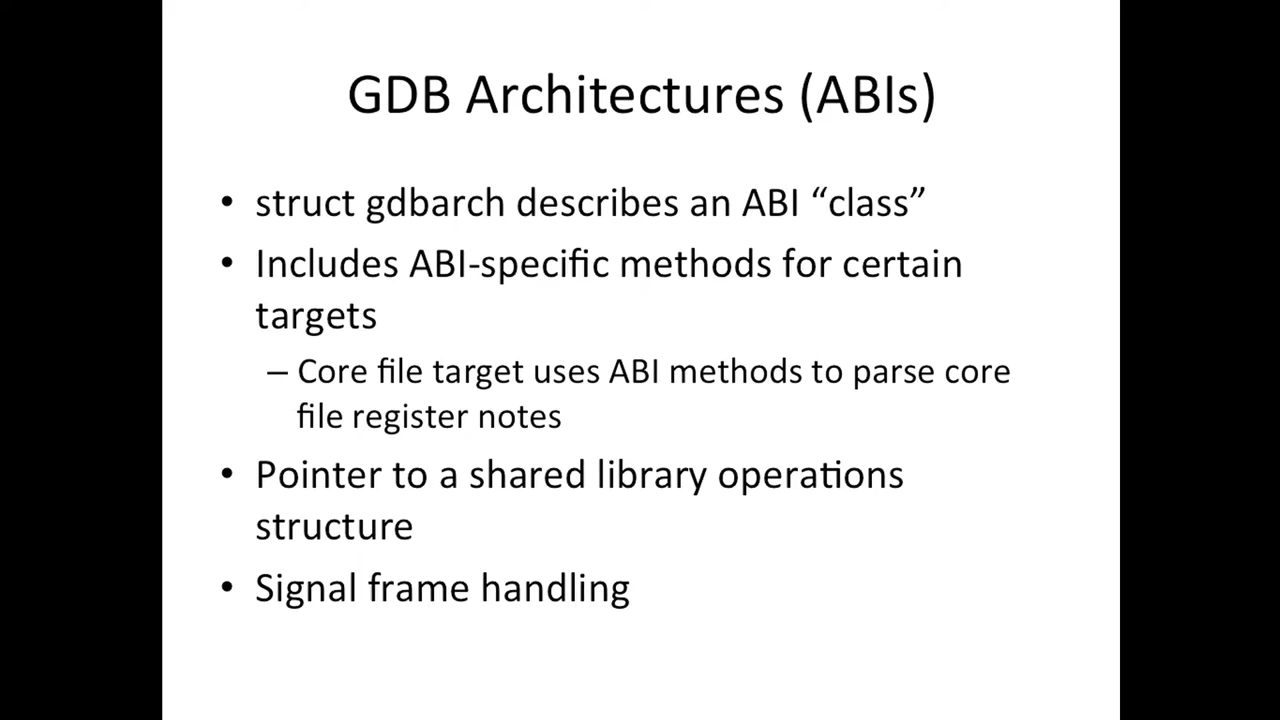 GDB Architectures (ABIs)
• struct gdbarch describes an ABI “class”
• Includes ABI-specific methods for certain
targets
– Core file target uses ABI methods to parse core
file register notes
• Pointer to a shared library operations
structure
• Signal frame handling